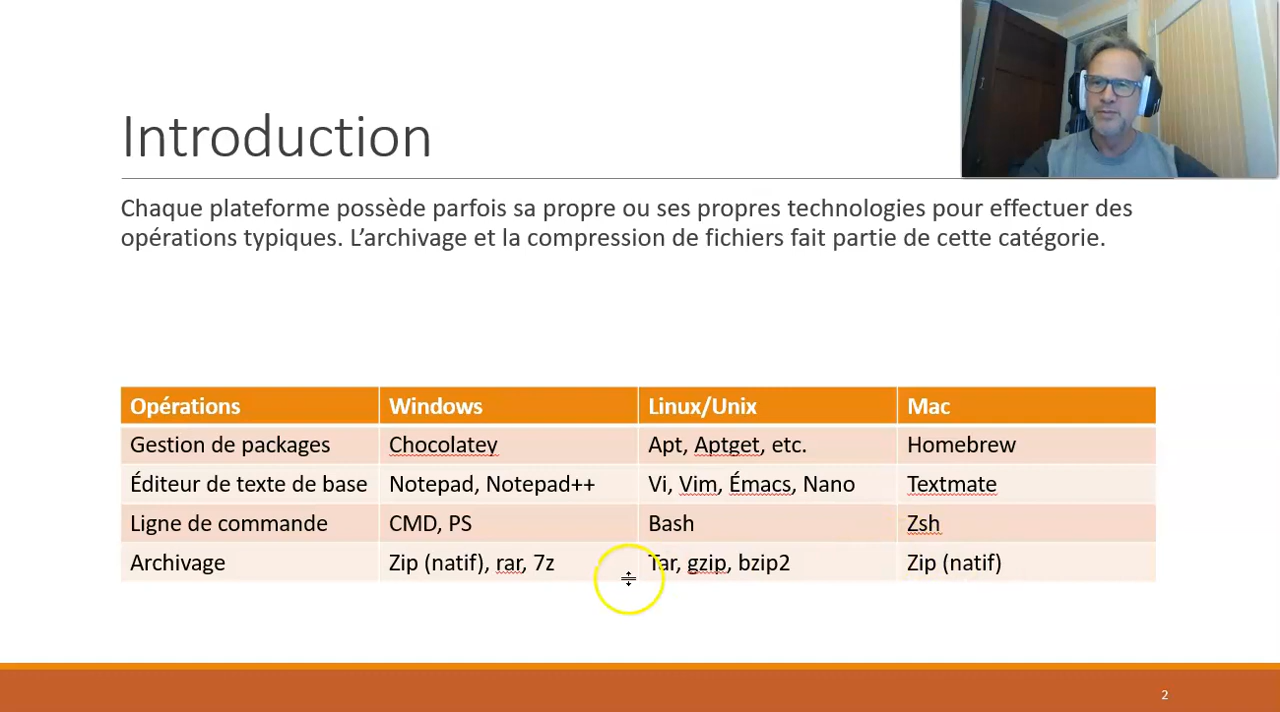 Introduction
Chaque plateforme possède parfois sa propre ou ses propres technologies pour effectuer des
opérations typiques. L’archivage et la compression de fichiers fait partie de cette catégorie.
Opérations Windows Linux/Unix Mac
Gestion de packages Chocolatey Apt, Aptget, etc. Homebrew
Éditeur de texte de base Notepad, Notepad++ Vi, Vim, Émacs, Nano Textmate
Ligne de commande CMD, PS Bash Zsh
Archivage Zip (natif), rar, 7z Tar, gzip, bzip2 Zip (natif)
2